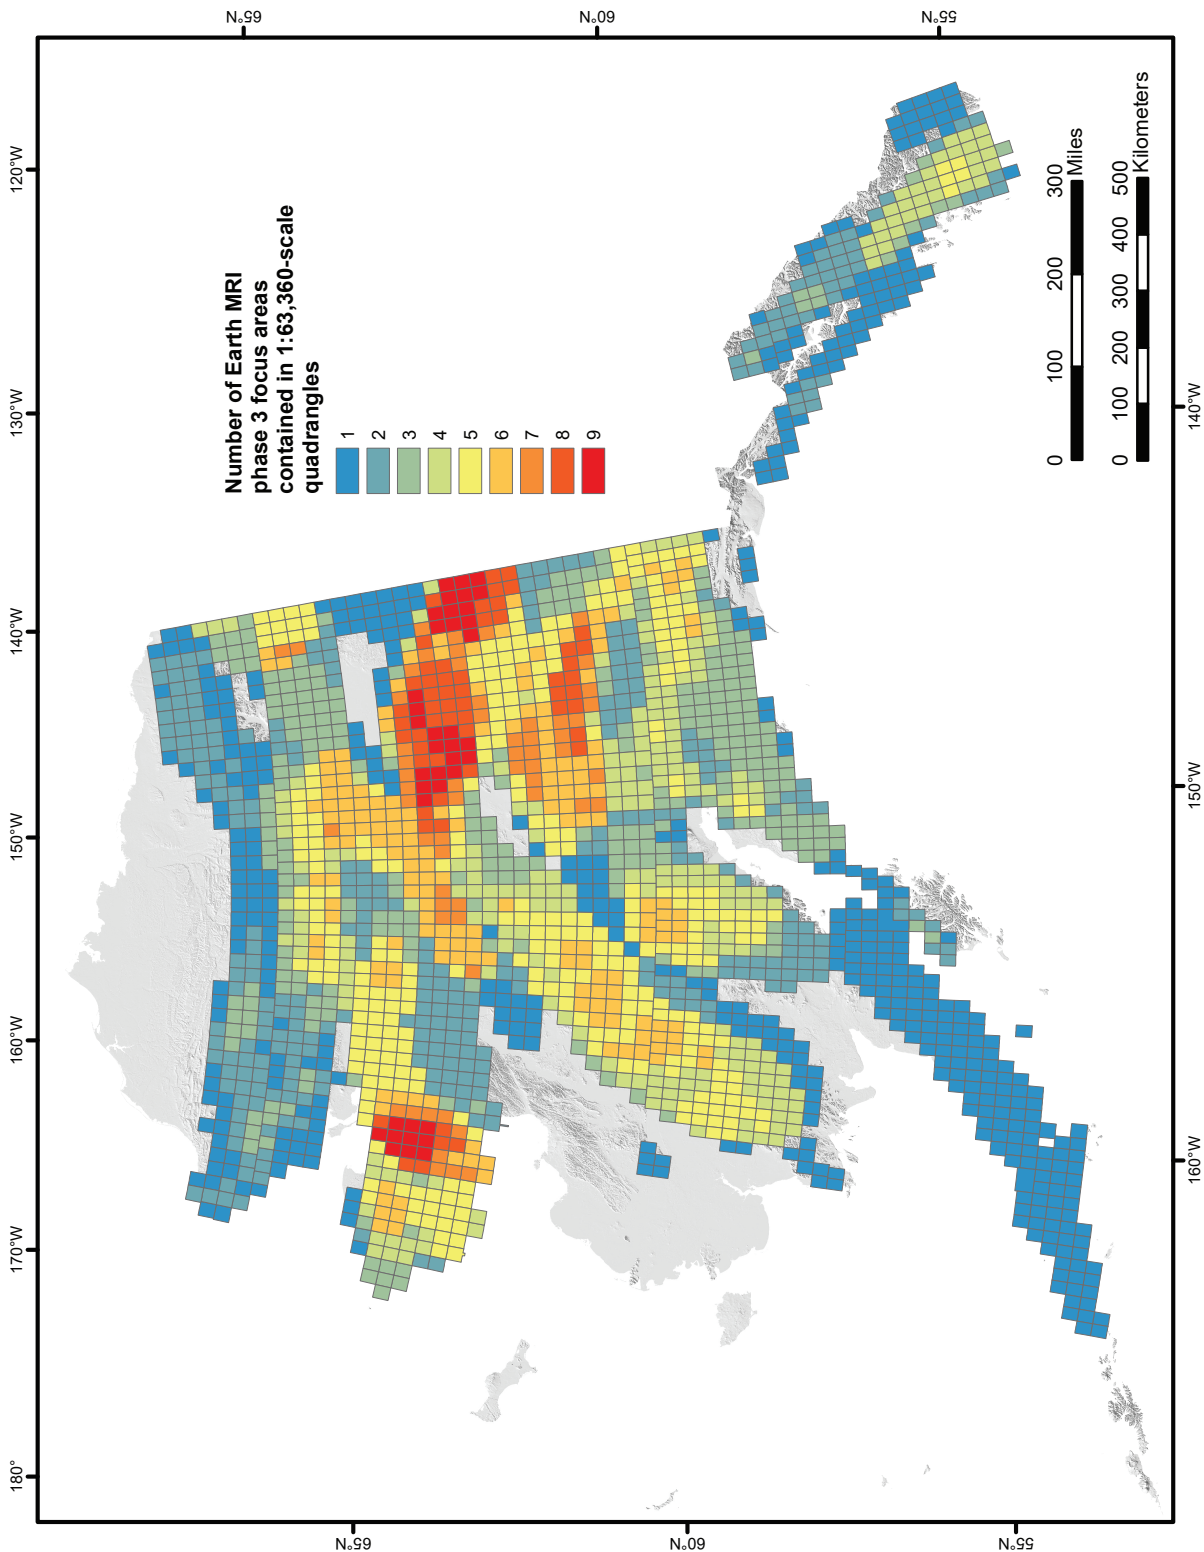 180°
170°W
160°W
150°W
140°W
130°W
120°W
65°N
60°N
55°N
65°N
60°N
55°N
Number of Earth MRI
phase 3 focus areas
contained in 1:63,360-scale
quadrangles
1
2
3
4
5
6
7
8
9
0 100 200 300
Miles
0 100 200 300 400 500
Kilometers
160°W
150°W
140°W